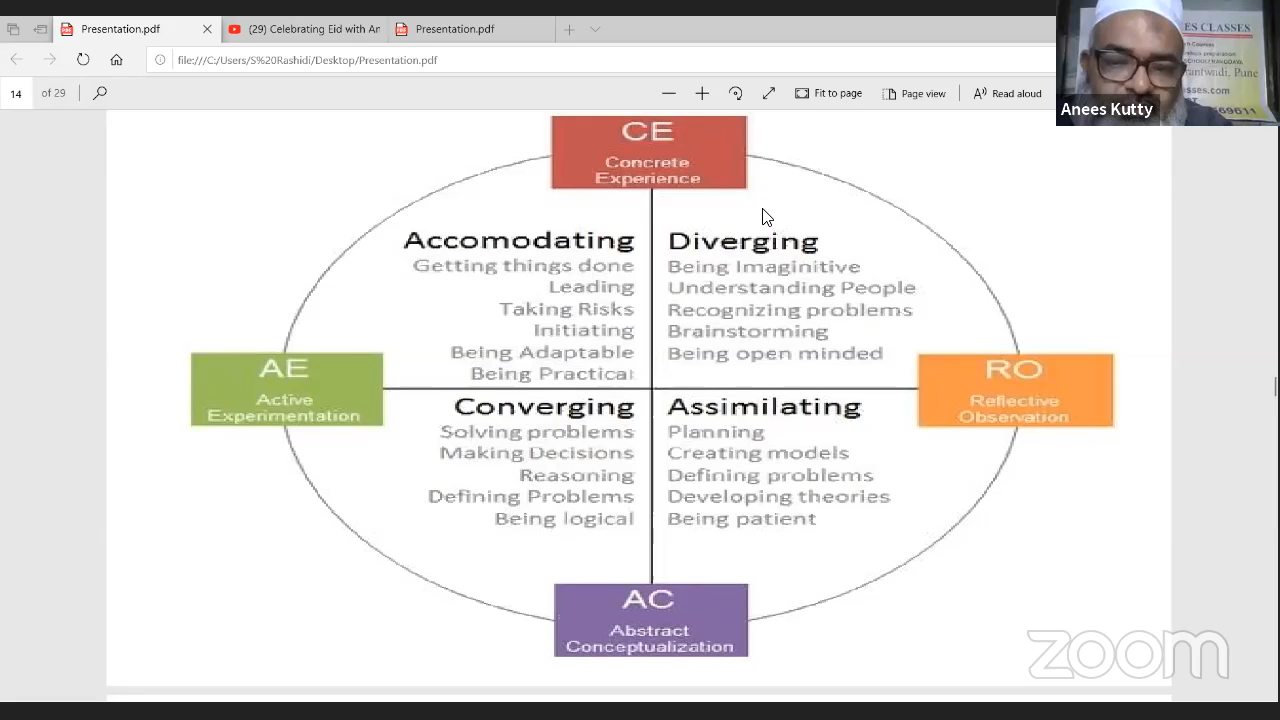 Presentation.pdf
(29) Celebrating Eid with An
Presentation.pdf
file:///C:/Users/S%20Rashidi/Desktop/Presentation.pdf
14 of 29
Fit to page
Page view
Read aloud
ES CLASSES
Pune
Anees Kutty
CE
Concrete
Experience
Accomodating
Getting things done
Leading
Taking Risks
Initiating
Being Adaptable
Being Practical
Diverging
Being Imaginitive
Understanding People
Recognizing problems
Brainstorming
Being open minded
AE
Active
Experimentation
RO
Reflective
Observation
Converging
Solving problems
Making Decisions
Reasoning
Defining Problems
Being logical
Assimilating
Planning
Creating models
Defining problems
Developing theories
Being patient
AC
Abstract
Conceptualization
zoom